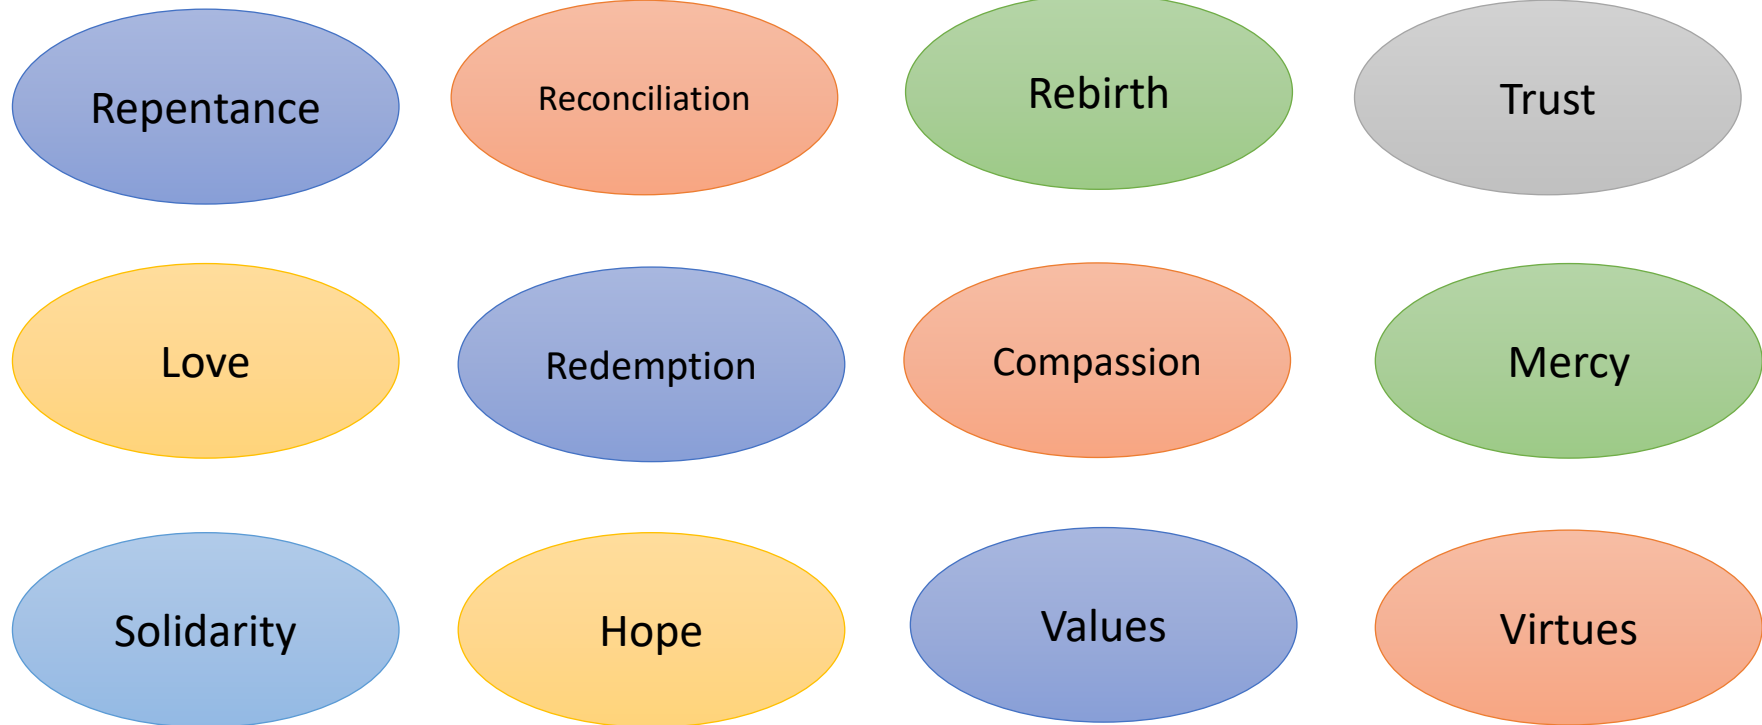 Repentance
Reconciliation
Rebirth
Trust
Love
Redemption
Compassion
Mercy
Solidarity
Hope
Values
Virtues